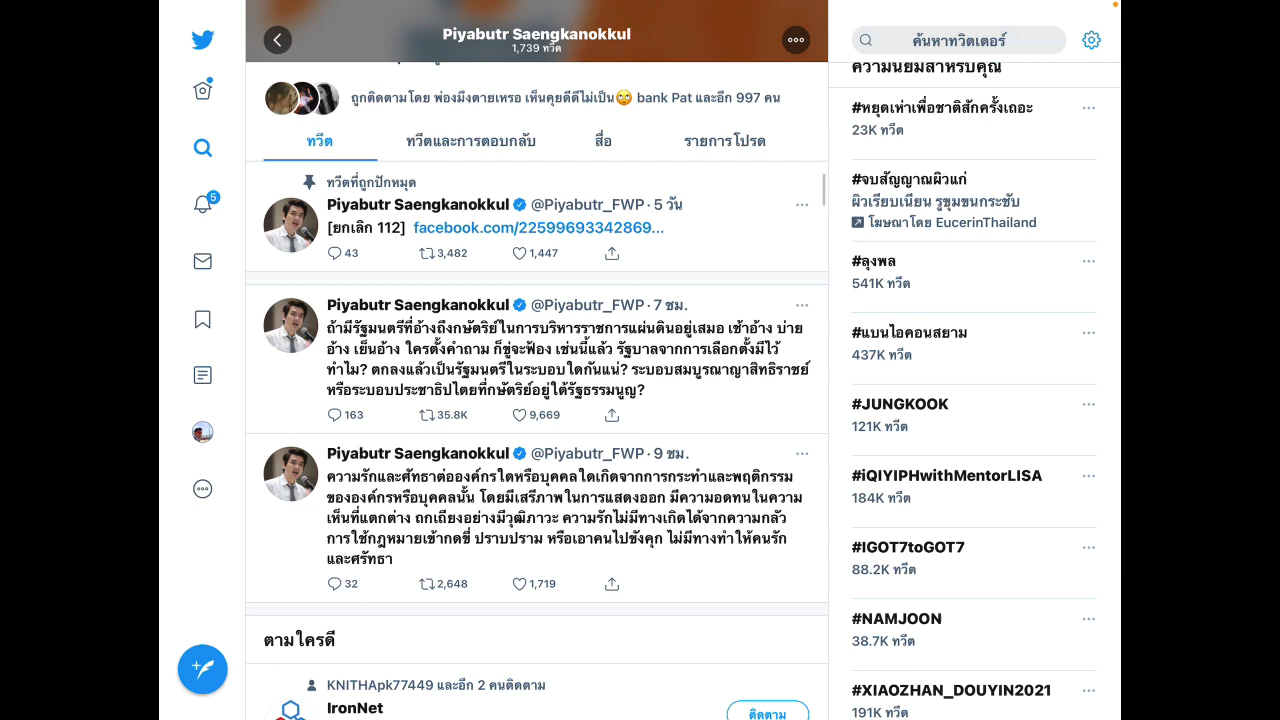 Piyabutr Saengkanokkul
1,739 ทวีต
ถูกติดตามโดย พ่องมึงตายเหรอ เห็นคุยดีดีไม่เป็น🙄 bank Pat และอีก 997 คน
ทวีต
ทวีตและการตอบกลับ
สื่อ
รายการโปรด
ทวีตที่ถูกปักหมุด
Piyabutr Saengkanokkul @Piyabutr_FWP · 5 วัน
[ยกเลิก 112] facebook.com/22599693342869...
43 3,482 1,447
Piyabutr Saengkanokkul @Piyabutr_FWP · 7 ชม.
ถ้ามีรัฐมนตรีที่อ้างถึงกษัตริย์ในการบริหารราชการแผ่นดินอยู่เสมอ เช้าอ้าง บ่าย
อ้าง เย็นอ้าง ใครตั้งคำถาม ก็ขู่จะฟ้อง เช่นนี้แล้ว รัฐบาลจากการเลือกตั้งมีไว้
ทำไม? ตกลงแล้วเป็นรัฐมนตรีในระบอบใดกันแน่? ระบอบสมบูรณาญาสิทธิราชย์
หรือระบอบประชาธิปไตยที่กษัตริย์อยู่ใต้รัฐธรรมนูญ?
163 35.8K 9,669
Piyabutr Saengkanokkul @Piyabutr_FWP · 9 ชม.
ความรักและศัทธาต่อองค์กรใดหรือบุคคลใดเกิดจากการกระทำและพฤติกรรม
ขององค์กรหรือบุคคลนั้น โดยมีเสรีภาพในการแสดงออก มีความอดทนในความ
เห็นที่แตกต่าง ถกเถียงอย่างมีวุฒิภาวะ ความรักไม่มีทางเกิดได้จากความกลัว
การใช้กฎหมายเข้ากดขี่ ปราบปราม หรือเอาคนไปขังคุก ไม่มีทางทำให้คนรัก
และศรัทธา
32 2,648 1,719
ตามใครดี
KNITHApk77449 และอีก 2 คนติดตาม
IronNet
ติดตาม
5
ค้นหาทวิตเตอร์
ความนิยมสำหรับคุณ
#หยุดเห่าเพื่อชาติสักครั้งเถอะ
23K ทวีต
#จบสัญญาณผิวแก่
ผิวเรียบเนียน รูขุมขนกระชับ
โฆษณาโดย EucerinThailand
#ลุงพล
541K ทวีต
#แบนไอคอนสยาม
437K ทวีต
#JUNGKOOK
121K ทวีต
#iQIYIPHwithMentorLISA
184K ทวีต
#IGOT7toGOT7
88.2K ทวีต
#NAMJOON
38.7K ทวีต
#XIAOZHAN_DOUYIN2021
191K ทวีต